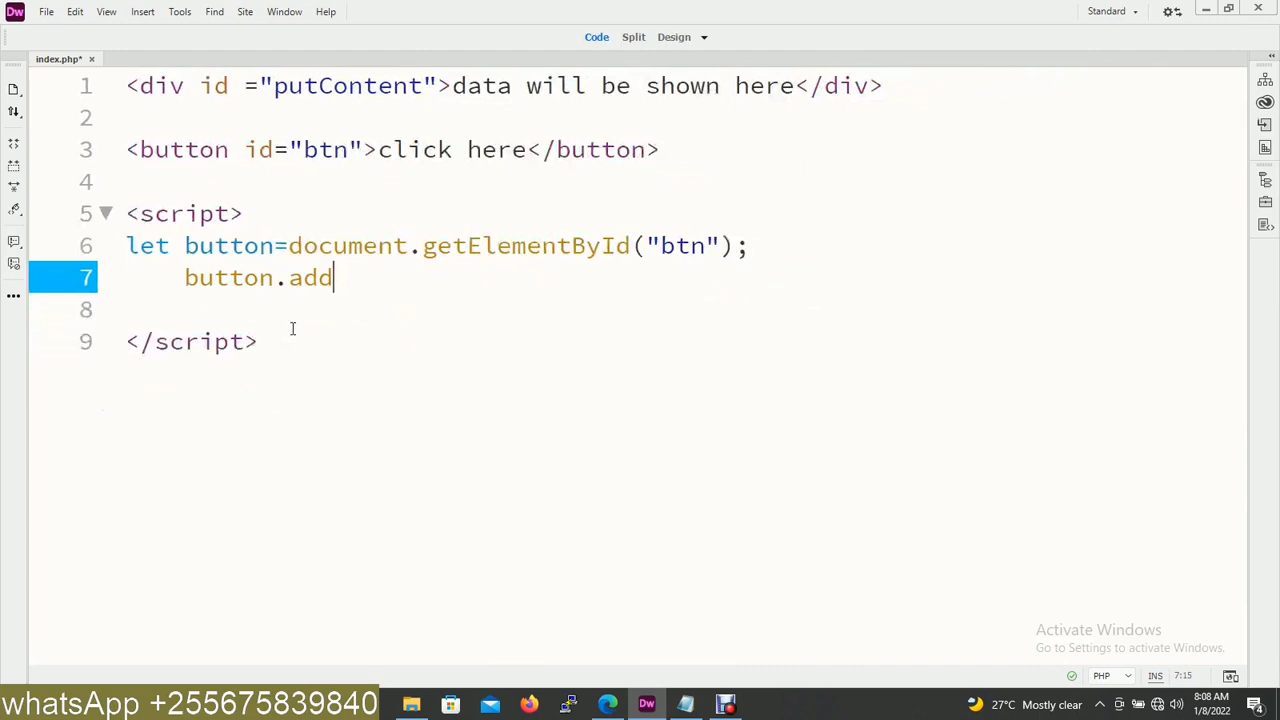 Dw File Edit View Insert Tools Find Site Window Help Standard
Code Split Design
index.php*
1 <div id ="putContent">data will be shown here</div>
2
3 <button id="btn">click here</button>
4
5 <script>
6 let button=document.getElementById("btn");
7 button.add
8
9 </script>
Activate Windows
Go to Settings to activate Windows.
PHP INS 7:15
whatsApp +255675839840
Dw
27°C Mostly clear
8:08 AM
1/8/2022
4